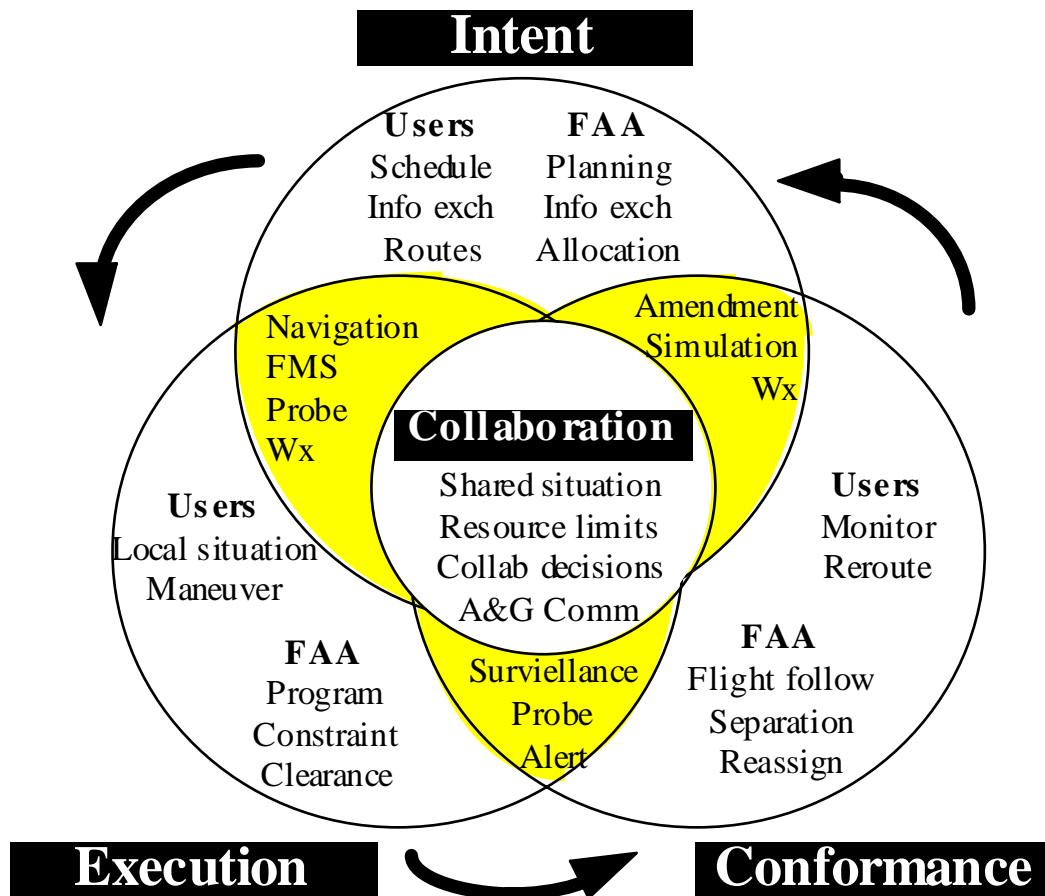 Intent
Users
Schedule
Info exch
Routes
FAA
Planning
Info exch
Allocation
Navigation
FMS
Probe
Wx
Amendment
Simulation
Wx
Collaboration
Shared situation
Resource limits
Collab decisions
A&G Comm
Users
Local situation
Maneuver
FAA
Program
Constraint
Clearance
Surviellance
Probe
Alert
Users
Monitor
Reroute
FAA
Flight follow
Separation
Reassign
Execution
Conformance